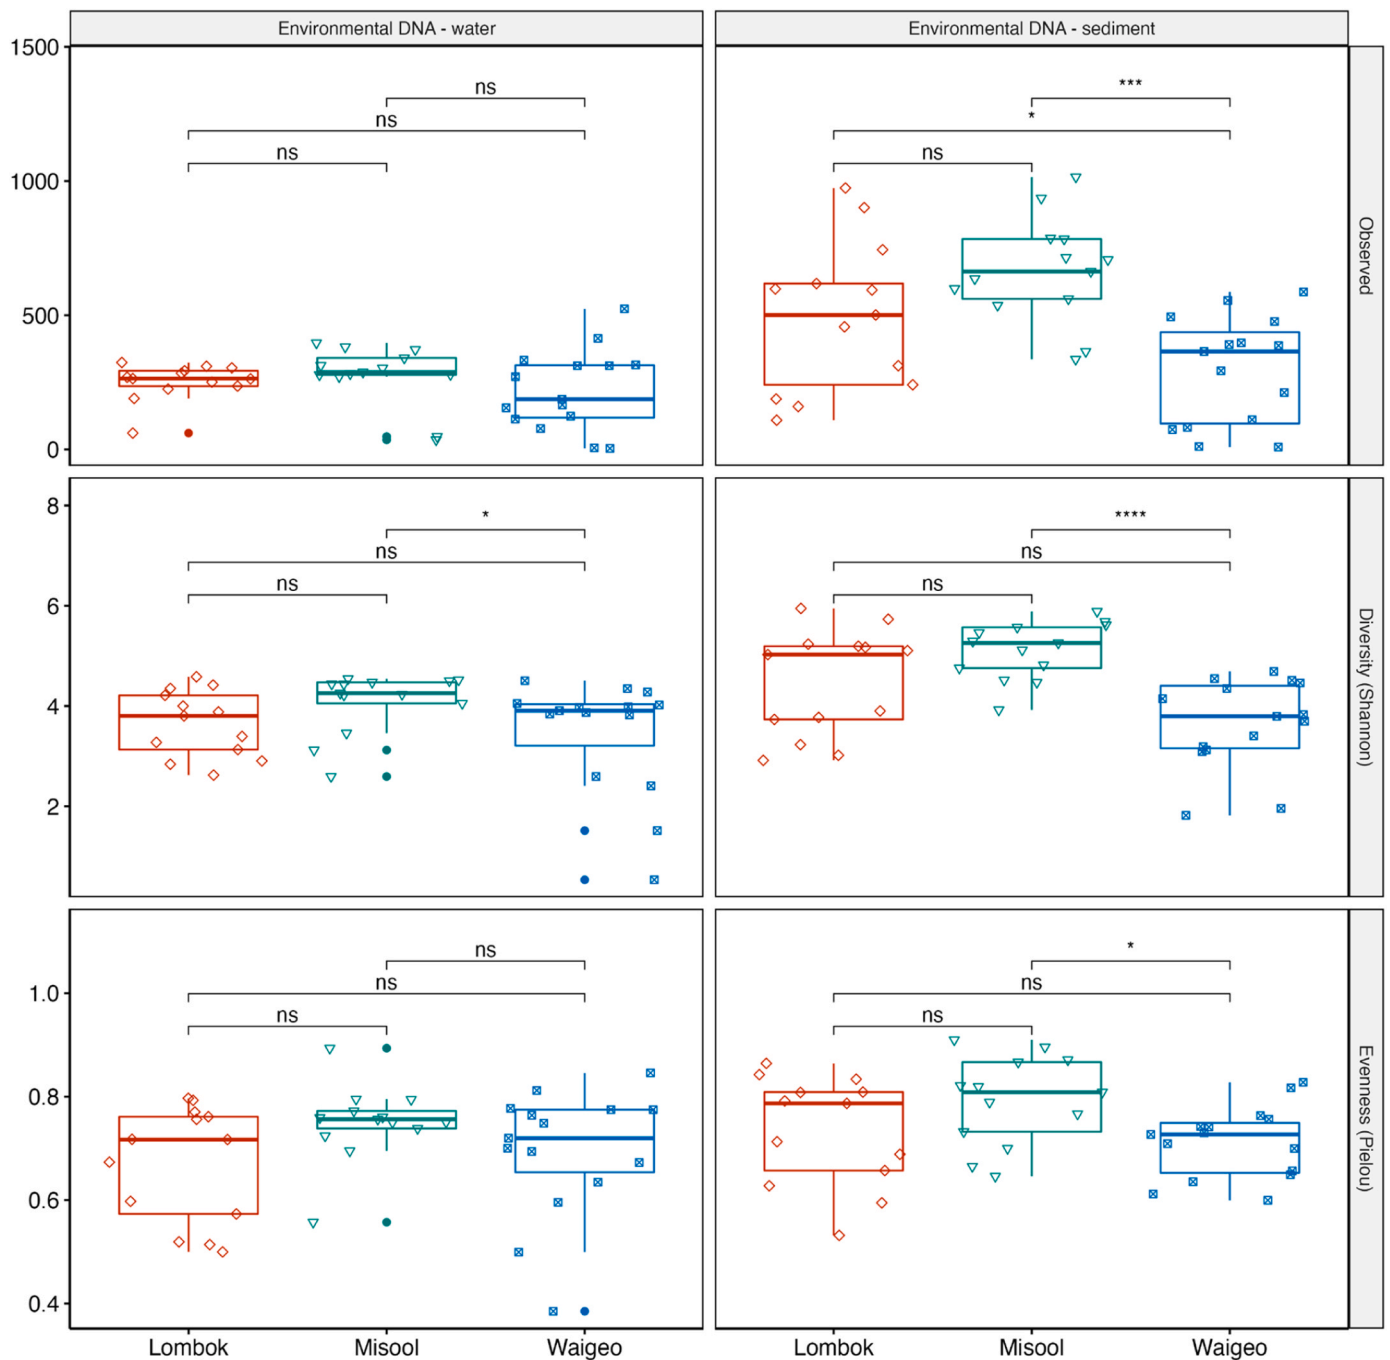 Environmental DNA - water
Environmental DNA - sediment
1500
1000
500
0
ns
ns
ns
***
*
ns
Observed
8
6
4
2
*
ns
ns
****
ns
ns
Diversity (Shannon)
1.0
0.8
0.6
0.4
ns
ns
ns
*
ns
ns
Evenness (Pielou)
Lombok
Misool
Waigeo
Lombok
Misool
Waigeo